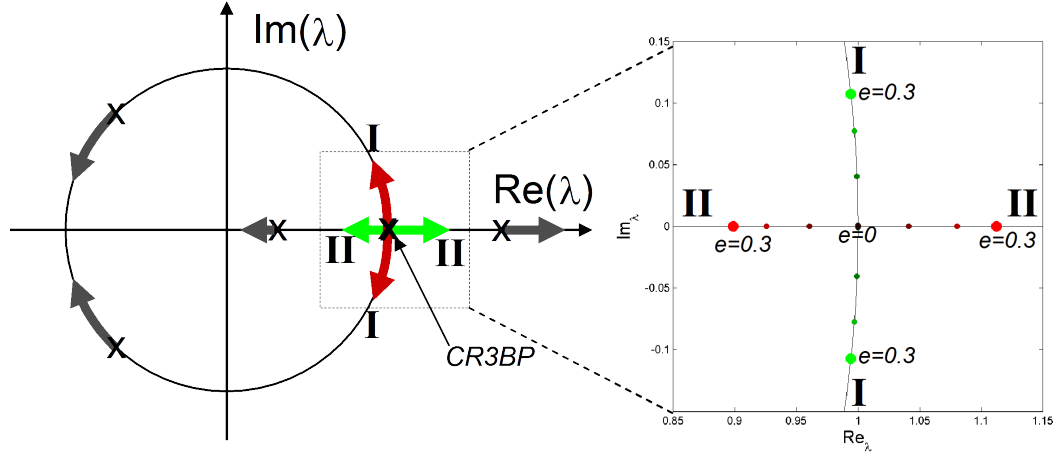 Im(λ)
X
I
Re(λ)
X
X
X
II
II
X
I
CR3BP
0.15
I
e=0.3
0.1
0.05
II
II
Im_λ
0
e=0.3
e=0
e=0.3
-0.05
e=0.3
-0.1
I
0.85
0.9
0.95
1
1.05
1.1
1.15
Re_λ